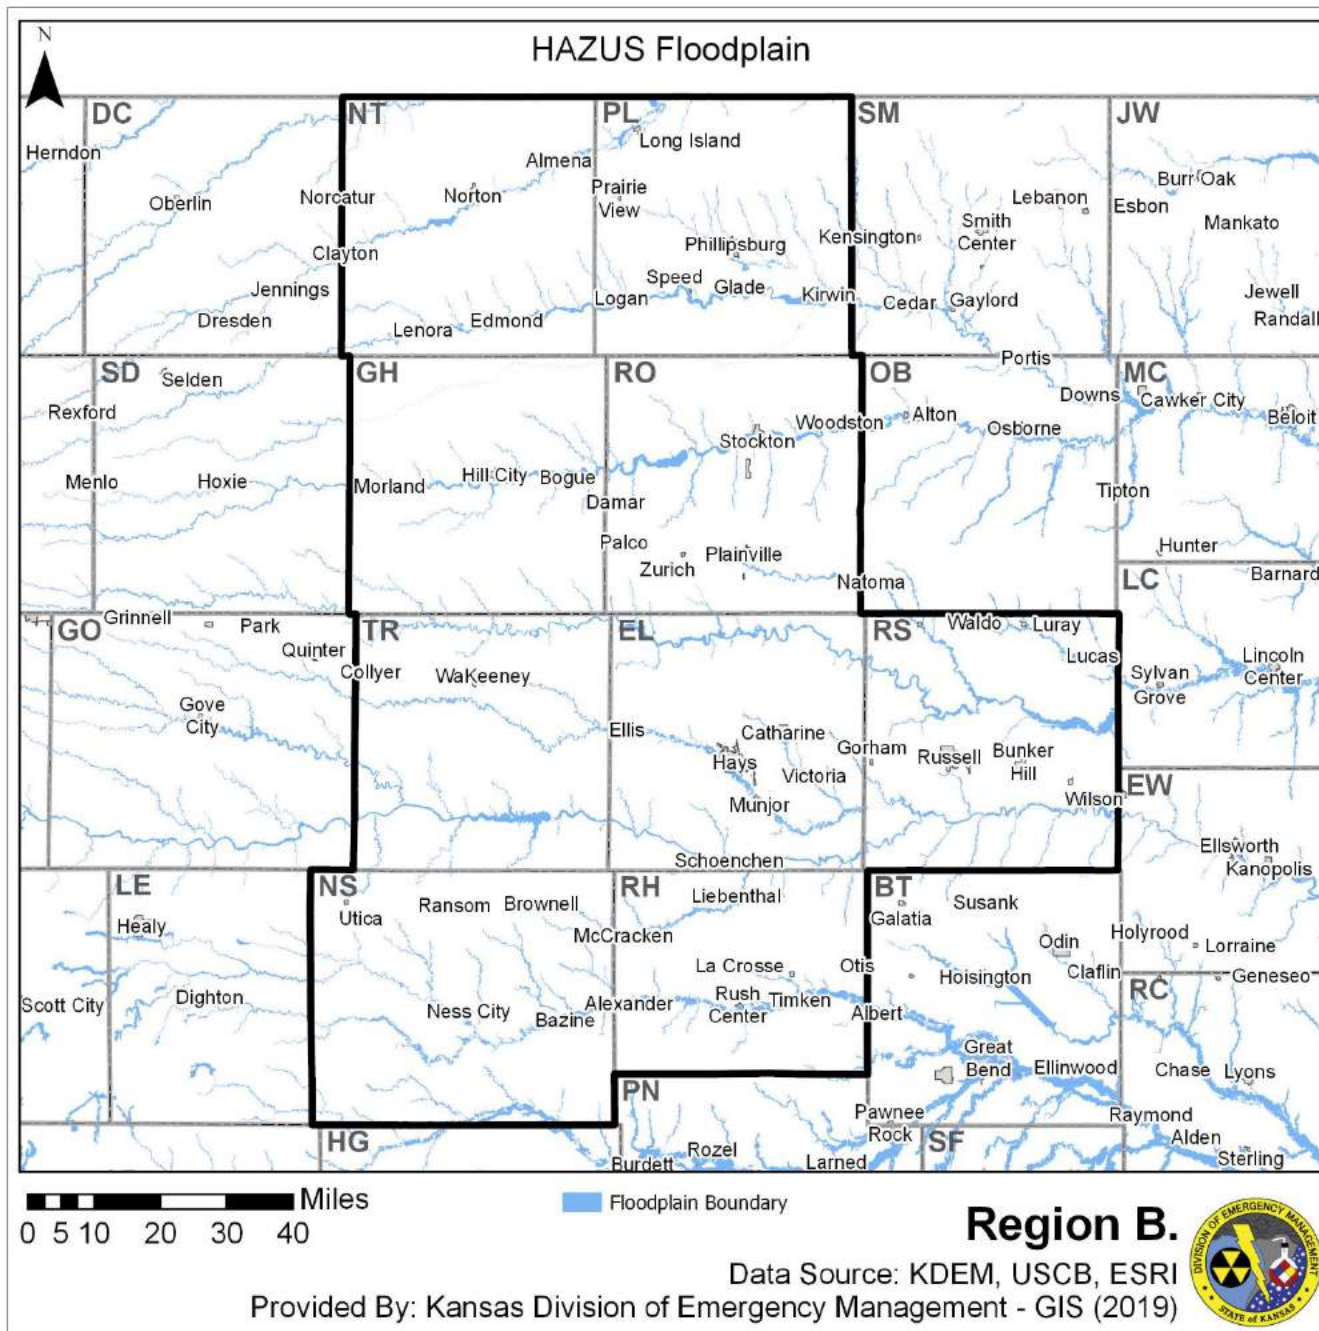 N
HAZUS Floodplain
DC
NT
PL
SM
JW
Herndon
Long Island
Almena
Burr Oak
Oberlin
Norcatur
Norton
Prairie
View
Lebanon
Esbon
Smith
Center
Mankato
Clayton
Phillipsburg
Kensington
Jennings
Speed
Glade
Logan
Kirwin
Cedar
Gaylord
Jewell
Randall
Dresden
Lenora
Edmond
Portis
SD
GH
RO
OB
MC
Selden
Rexford
Downs
Cawker City
Woodston
Alton
Beloit
Stockton
Osborne
Menlo
Hoxie
Morland
Hill City
Bogue
Damar
Tipton
Palco
Plainville
Zurich
Natoma
Hunter
LC
Barnard
GO
Grinnell
Park
TR
EL
RS
Waldo
Luray
Quinter
Collyer
WaKeeney
Lucas
Sylvan
Grove
Lincoln
Center
Gove
City
Ellis
Catharine
Hays
Gorham
Russell
Bunker
Hill
Victoria
Munjor
Wilson
EW
Schoenchen
Ellsworth
Kanopolis
LE
NS
RH
BT
Healy
Utica
Ransom
Brownell
Liebenthal
Galatia
Susank
McCracken
Odin
Holyrood
Lorraine
La Crosse
Otis
Hoisington
Claflin
Geneseo
RC
Scott City
Dighton
Ness City
Bazine
Alexander
Rush
Center
Timken
Albert
Great
Bend
Ellinwood
Chase
Lyons
PN
Pawnee
Rock
Raymond
HG
SF
Alden
Burdett
Rozel
Larned
Sterling
Miles
0 5 10 20 30 40
Floodplain Boundary
Region B.
Data Source: KDEM, USCB, ESRI
Provided By: Kansas Division of Emergency Management - GIS (2019)
DIVISION OF EMERGENCY MANAGEMENT
STATE of KANSAS